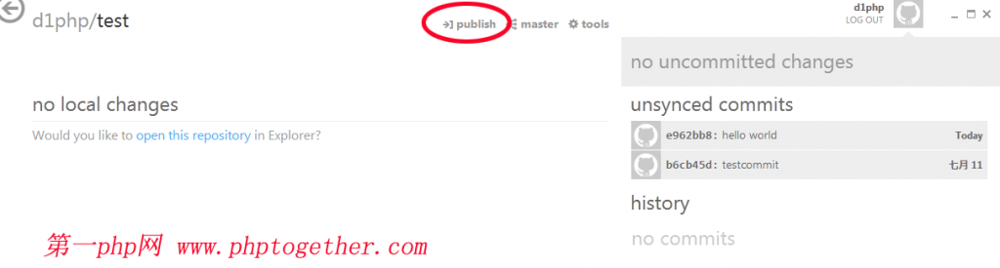 d1php/test
publish
master
tools
d1php
LOG OUT
no uncommitted changes
no local changes
Would you like to open this repository in Explorer?
unsynced commits
e962bb8: hello world
Today
b6cb45d: testcommit
七月 11
history
no commits
第一php网 www.phptogether.com